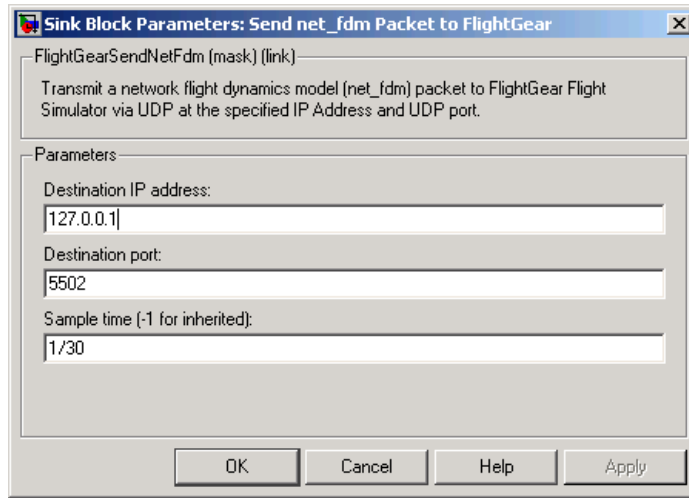 Sink Block Parameters: Send net_fdm Packet to FlightGear
FlightGearSendNetFdm (mask) (link)
Transmit a network flight dynamics model (net_fdm) packet to FlightGear Flight
Simulator via UDP at the specified IP Address and UDP port.
Parameters
Destination IP address:
127.0.0.1
Destination port:
5502
Sample time (-1 for inherited):
1/30
OK Cancel Help Apply